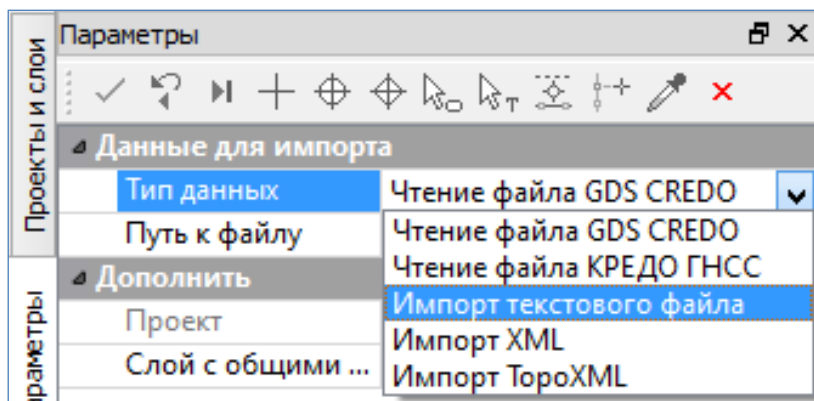 Параметры
Проекты и слои
Данные для импорта
Тип данных
Чтение файла GDS CREDO
Путь к файлу
Чтение файла GDS CREDO
Чтение файла КРЕДО ГНСС
Дополнить
Импорт текстового файла
Проект
Импорт XML
Слой с общими ...
Импорт TopoXML
раметры